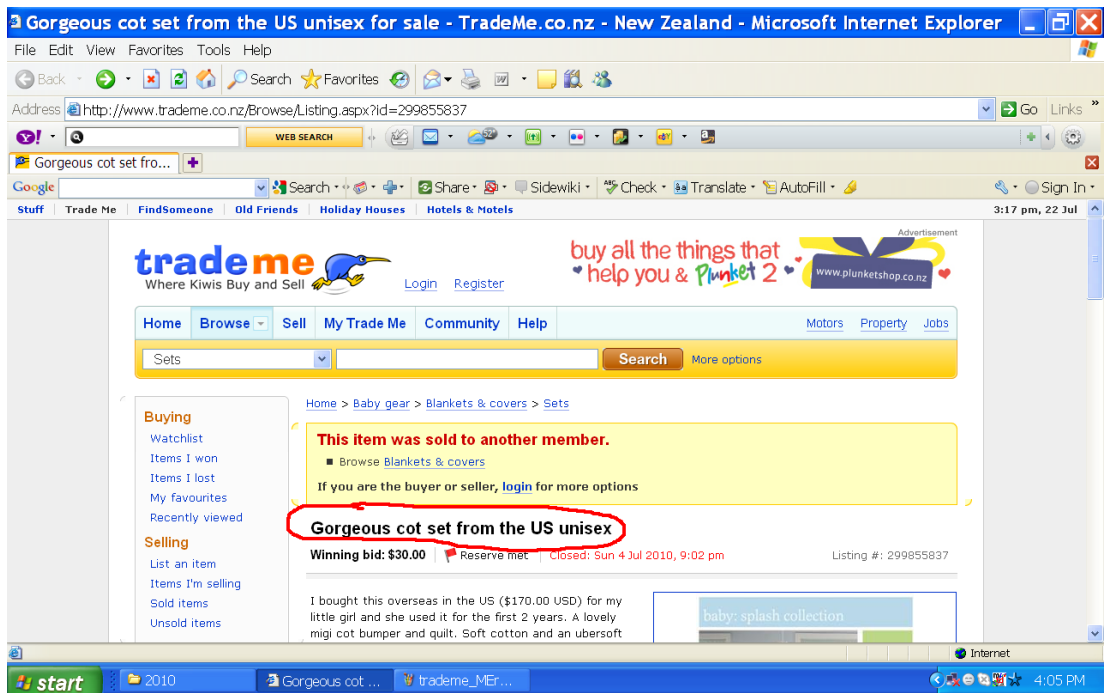 Gorgeous cot set from the US unisex for sale - TradeMe.co.nz - New Zealand - Microsoft Internet Explorer
File Edit View Favorites Tools Help
Back Search Favorites
Address http://www.trademe.co.nz/Browse/Listing.aspx?id=299855837 Go Links »
Y! WEB SEARCH
Gorgeous cot set fro...
Google Search Share Sidewiki Check Translate AutoFill Sign In
Stuff Trade Me FindSomeone Old Friends Holiday Houses Hotels & Motels 3:17 pm, 22 Jul
Advertisement
trademe
Where Kiwis Buy and Sell
Login Register
buy all the things that
help you & Plunket 2
www.plunketshop.co.nz
Home Browse Sell My Trade Me Community Help Motors Property Jobs
Sets Search More options
Home > Baby gear > Blankets & covers > Sets
Buying
Watchlist
Items I won
Items I lost
My favourites
Recently viewed
Selling
List an item
Items I'm selling
Sold items
Unsold items
This item was sold to another member.
Browse Blankets & covers
If you are the buyer or seller, login for more options
Gorgeous cot set from the US unisex
Winning bid: $30.00 Reserve met Closed: Sun 4 Jul 2010, 9:02 pm Listing #: 299855837
I bought this overseas in the US ($170.00 USD) for my
little girl and she used it for the first 2 years. A lovely
migi cot bumper and quilt. Soft cotton and an ubersoft
baby: splash collection
Internet
start 2010 Gorgeous cot ... trademe_MEr... 4:05 PM